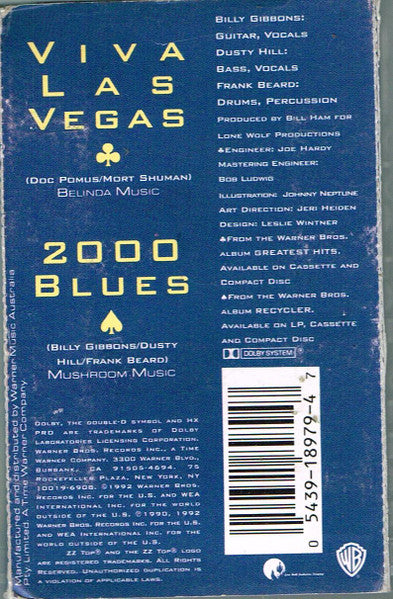 VIVA
LAS
VEGAS
♣
(DOC POMUS/MORT SHUMAN)
BELINDA MUSIC
2000
BLUES
♠
(BILLY GIBBONS/DUSTY
HILL/FRANK BEARD)
MUSHROOM MUSIC
BILLY GIBBONS:
GUITAR, VOCALS
DUSTY HILL:
BASS, VOCALS
FRANK BEARD:
DRUMS, PERCUSSION
PRODUCED BY BILL HAM FOR
LONE WOLF PRODUCTIONS
♣ENGINEER: JOE HARDY
MASTERING ENGINEER:
BOB LUDWIG
ILLUSTRATION: JOHNNY NEPTUNE
ART DIRECTION: JERI HEIDEN
DESIGN: LESLIE WINTNER
♣FROM THE WARNER BROS.
ALBUM GREATEST HITS.
AVAILABLE ON CASSETTE AND
COMPACT DISC
♠FROM THE WARNER BROS.
ALBUM RECYCLER.
AVAILABLE ON LP, CASSETTE
AND COMPACT DISC
DOLBY SYSTEM
DOLBY, THE DOUBLE-D SYMBOL AND HX
PRO ARE TRADEMARKS OF DOLBY
LABORATORIES LICENSING CORPORATION.
WARNER BROS. RECORDS INC., A TIME
WARNER COMPANY. 3300 WARNER BLVD.,
BURBANK, CA 91505-4694. 75
ROCKEFELLER PLAZA, NEW YORK, NY
10019-6908. ©1992 WARNER BROS.
RECORDS INC. FOR THE U.S. AND WEA
INTERNATIONAL INC. FOR THE WORLD
OUTSIDE OF THE U.S. ℗1990, 1992
WARNER BROS. RECORDS INC. FOR THE U.S.
AND WEA INTERNATIONAL INC. FOR THE
WORLD OUTSIDE OF THE U.S.
ZZ TOP® AND THE ZZ TOP® LOGO
ARE REGISTERED TRADEMARKS. ALL RIGHTS
RESERVED. UNAUTHORIZED DUPLICATION IS
A VIOLATION OF APPLICABLE LAWS.
Manufactured and distributed by Warner Music Australia
Pty Limited. A Time Warner Company
0 5439-18979-4 7
WB